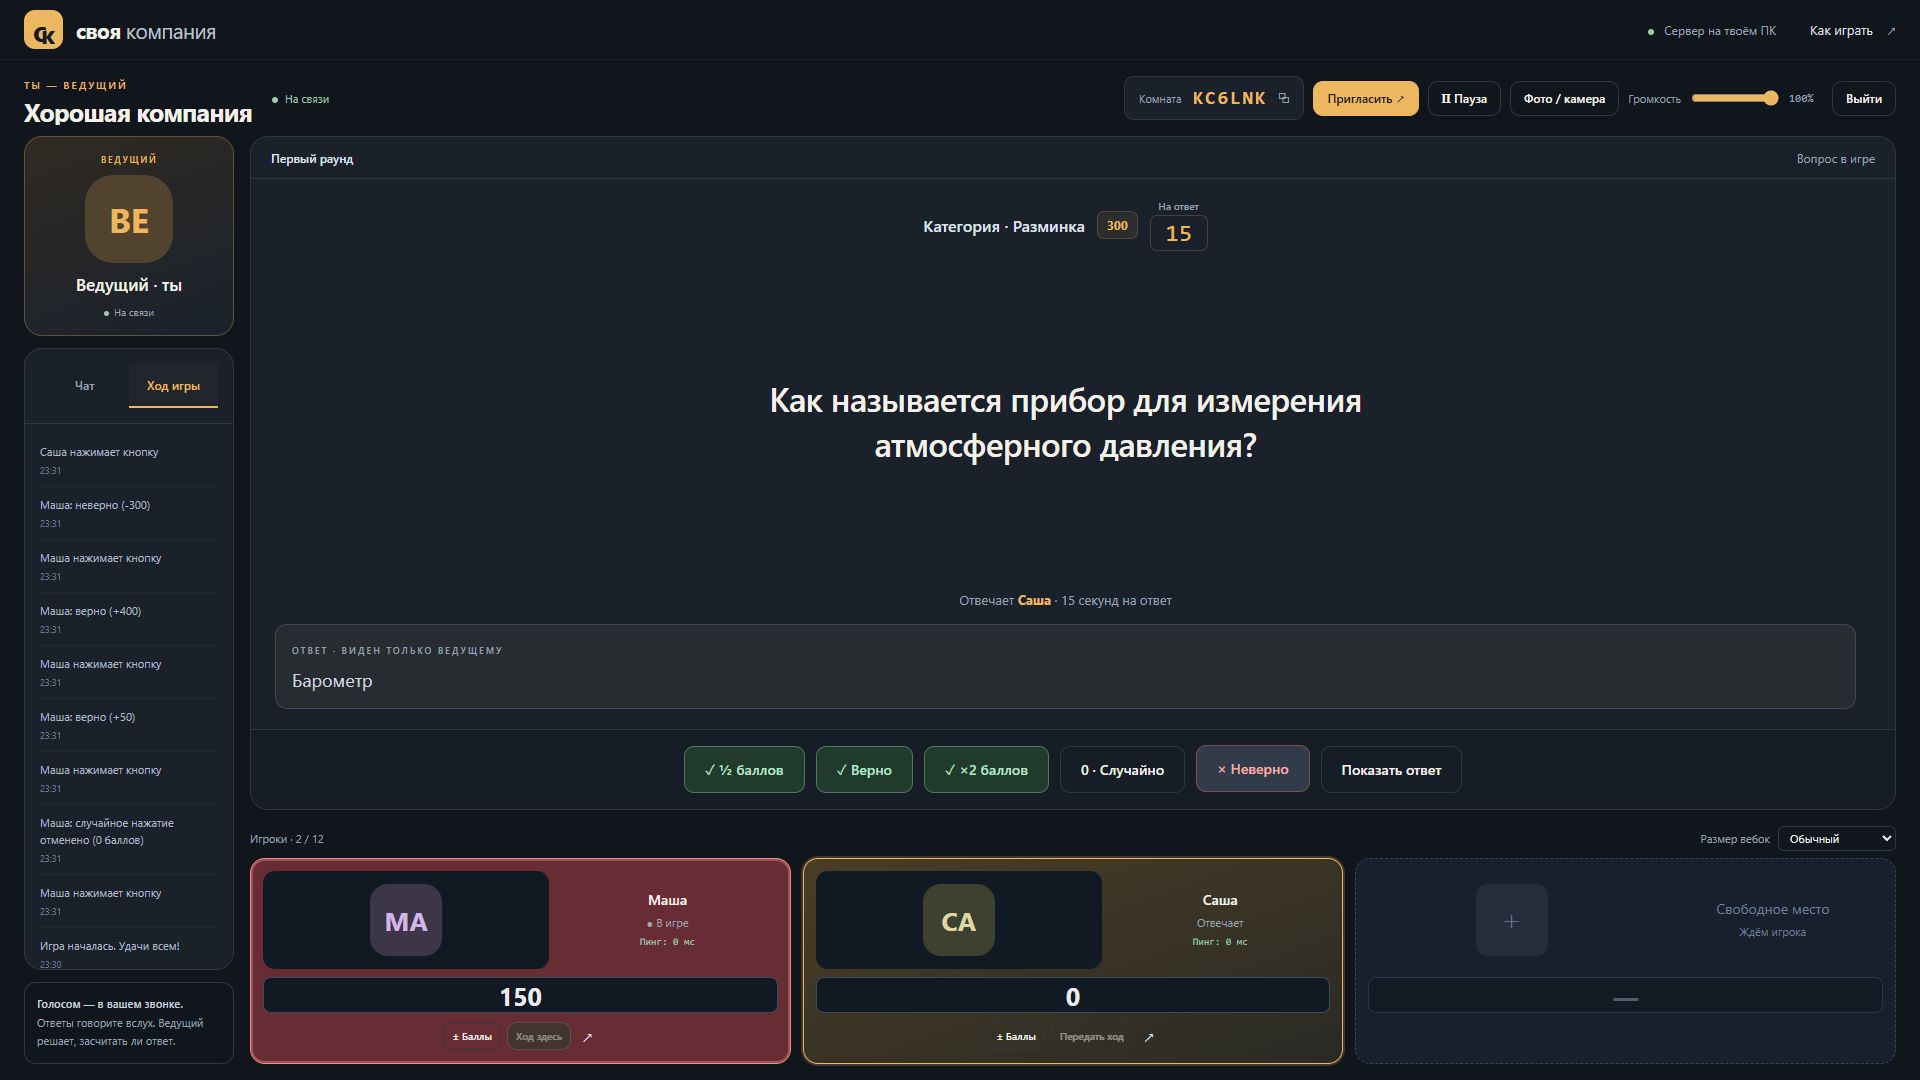 Ск своя компания
Сервер на твоём ПК
Как играть ↗
ТЫ — ВЕДУЩИЙ
Хорошая компания
На связи
Комната KC6LNK
Пригласить ↗
Пауза
Фото / камера
Громкость 100%
Выйти
ВЕДУЩИЙ
ВЕ
Ведущий · ты
На связи
Чат
Ход игры
Саша нажимает кнопку
23:31
Маша: неверно (-300)
23:31
Маша нажимает кнопку
23:31
Маша: верно (+400)
23:31
Маша нажимает кнопку
23:31
Маша: верно (+50)
23:31
Маша нажимает кнопку
23:31
Маша: случайное нажатие
отменено (0 баллов)
23:31
Маша нажимает кнопку
23:31
Игра началась. Удачи всем!
23:30
Голосом — в вашем звонке.
Ответы говорите вслух. Ведущий
решает, засчитать ли ответ.
Первый раунд
Вопрос в игре
Категория · Разминка 300
На ответ
15
Как называется прибор для измерения
атмосферного давления?
Отвечает Саша · 15 секунд на ответ
ОТВЕТ · ВИДЕН ТОЛЬКО ВЕДУЩЕМУ
Барометр
✓ ½ баллов
✓ Верно
✓ ×2 баллов
0 · Случайно
× Неверно
Показать ответ
Игроки · 2 / 12
Размер вебок Обычный
МА
Маша
В игре
Пинг: 0 мс
150
± Баллы
Ход здесь
↗
СА
Саша
Отвечает
Пинг: 0 мс
0
± Баллы
Передать ход
↗
+
Свободное место
Ждём игрока
—